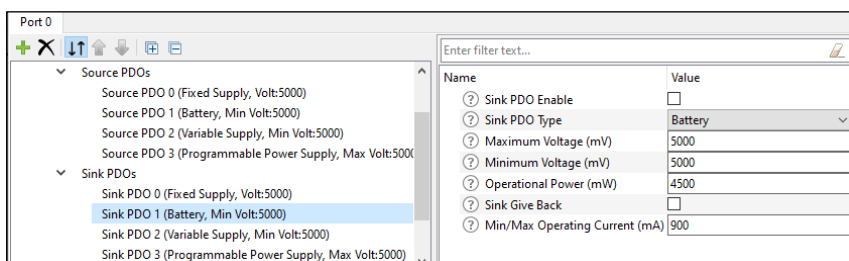 Port 0
Enter filter text...
Source PDOs
Source PDO 0 (Fixed Supply, Volt:5000)
Source PDO 1 (Battery, Min Volt:5000)
Source PDO 2 (Variable Supply, Min Volt:5000)
Source PDO 3 (Programmable Power Supply, Max Volt:5000
Sink PDOs
Sink PDO 0 (Fixed Supply, Volt:5000)
Sink PDO 1 (Battery, Min Volt:5000)
Sink PDO 2 (Variable Supply, Min Volt:5000)
Sink PDO 3 (Programmable Power Supply, Max Volt:5000)
Name Value
? Sink PDO Enable
? Sink PDO Type Battery
? Maximum Voltage (mV) 5000
? Minimum Voltage (mV) 5000
? Operational Power (mW) 4500
? Sink Give Back
? Min/Max Operating Current (mA) 900